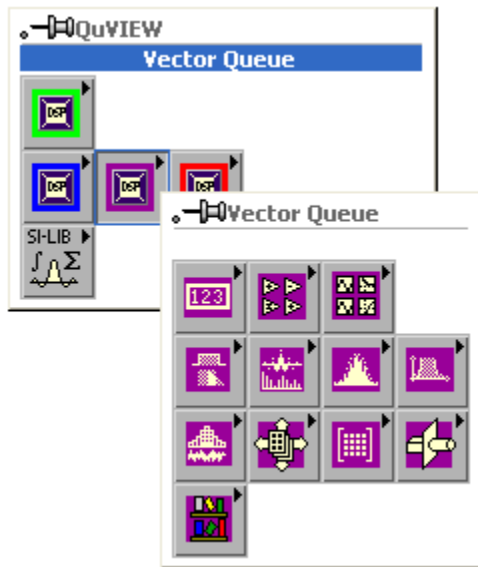 QuVIEW
Vector Queue
DSP
DSP
DSP
DSP
SI-LIB
∫ Σ
Vector Queue
123